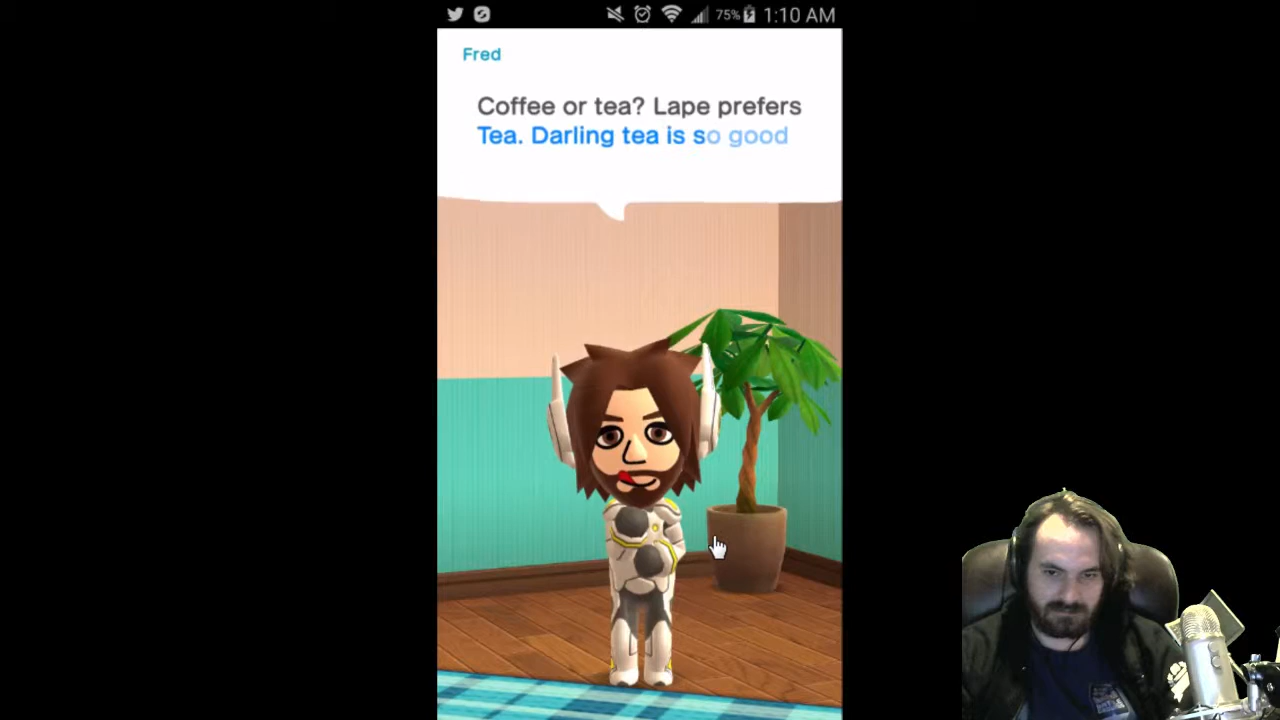 75% 1:10 AM
Fred
Coffee or tea? Lape prefers
Tea. Darling tea is so good